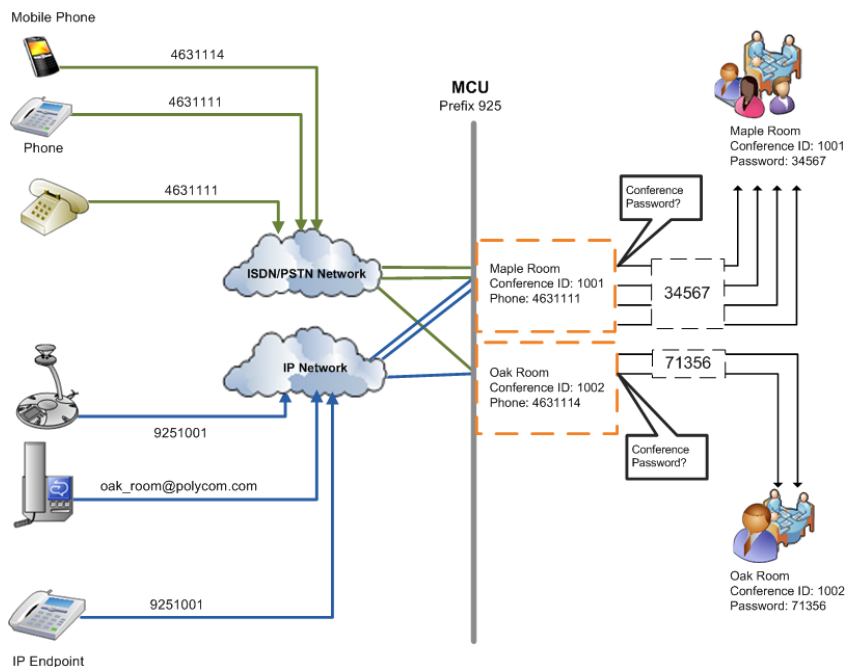 Mobile Phone
4631114
4631111
Phone
4631111
ISDN/PSTN Network
IP Network
9251001
oak_room@polycom.com
9251001
IP Endpoint
MCU
Prefix 925
Maple Room
Conference ID: 1001
Phone: 4631111
Oak Room
Conference ID: 1002
Phone: 4631114
Conference
Password?
34567
71356
Conference
Password?
Maple Room
Conference ID: 1001
Password: 34567
Oak Room
Conference ID: 1002
Password: 71356